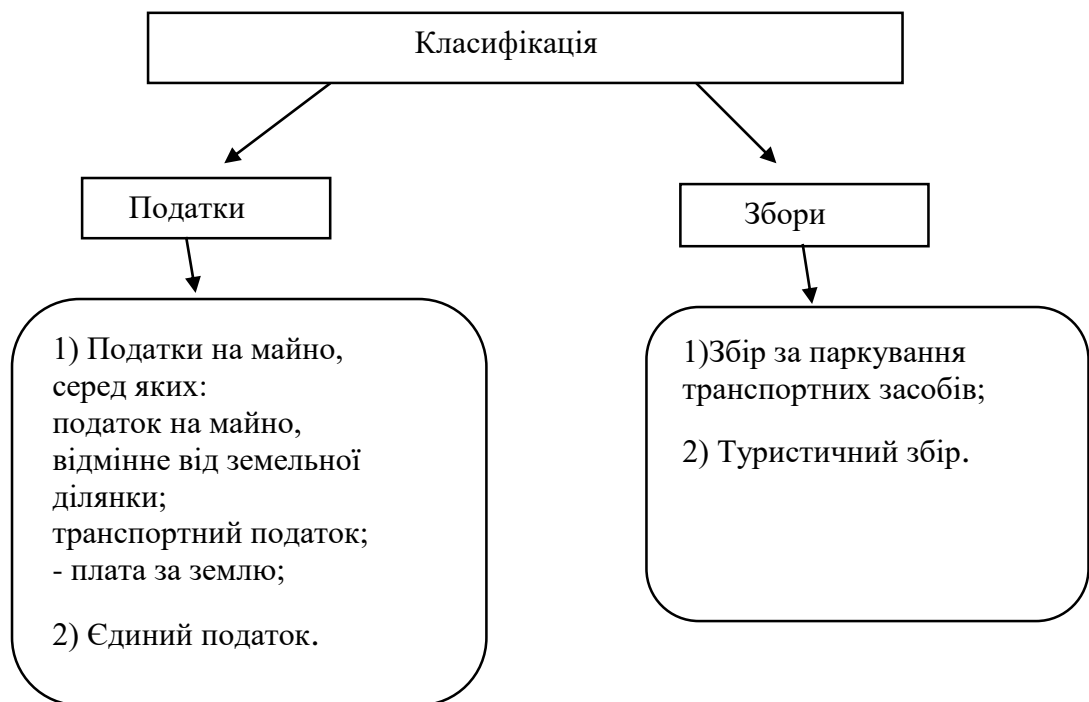 Класифікація
Податки
Збори
1) Податки на майно,
серед яких:
податок на майно,
відмінне від земельної
ділянки;
транспортний податок;
- плата за землю;
2) Єдиний податок.
1)Збір за паркування
транспортних засобів;
2) Туристичний збір.